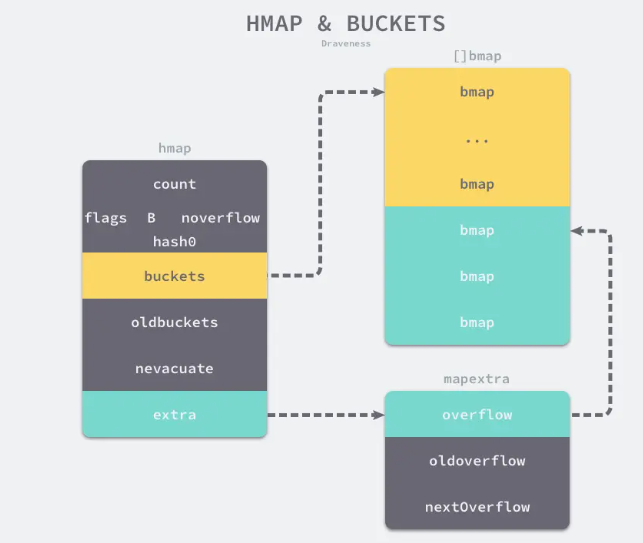 HMAP & BUCKETS
Draveness
[]bmap
bmap
...
bmap
bmap
bmap
bmap
hmap
count
flags B noverflow
hash0
buckets
oldbuckets
nevacuate
extra
mapextra
overflow
oldoverflow
nextOverflow